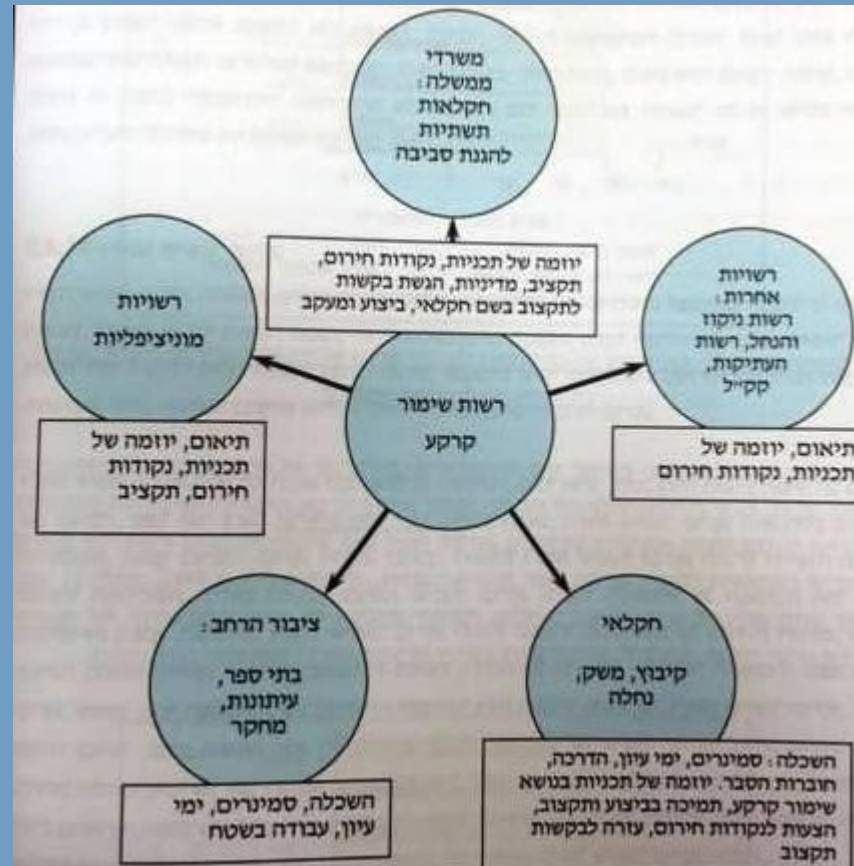 משרדי
ממשלה:
חקלאות
תשתיות
להגנת סביבה
יוזמה של תכניות, נקודות חירום,
תקציב, מדיניות, הגשת בקשות
לתקצוב בשם חקלאי, ביצוע ומעקב
רשויות
אחרות:
רשות ניקוז
והנחל, רשות
העתיקות,
קק״ל
תיאום, יוזמה של
תכניות, נקודות חירום
רשויות
מוניציפליות
תיאום, יוזמה של
תכניות, נקודות
חירום, תקציב
רשות שימור
קרקע
חקלאי
קיבוץ, משק,
נחלה
השכלה: סמינרים, ימי עיון, הדרכה,
חוברות הסבר. יוזמה של תכניות בנושא
שימור קרקע, תמיכה בביצוע ותקצוב,
הצעות לנקודות חירום, עזרה לבקשות
תקצוב
ציבור הרחב:
בתי ספר,
עיתונות,
מחקר
השכלה, סמינרים, ימי
עיון, עבודה בשטח